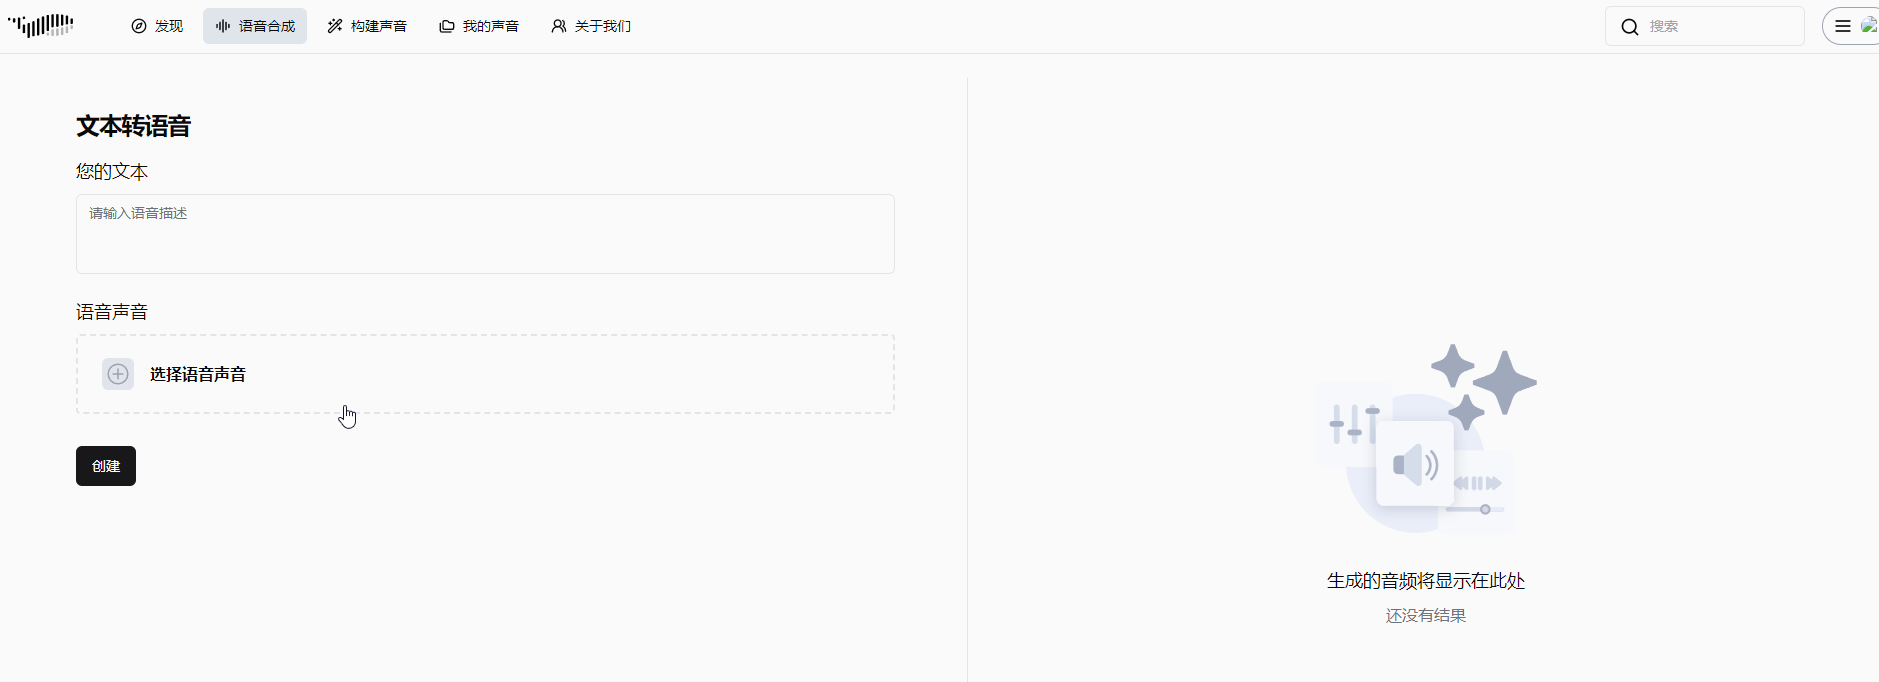 发现
语音合成
构建声音
我的声音
关于我们
搜索
文本转语音
您的文本
请输入语音描述
语音声音
选择语音声音
创建
生成的音频将显示在此处
还没有结果